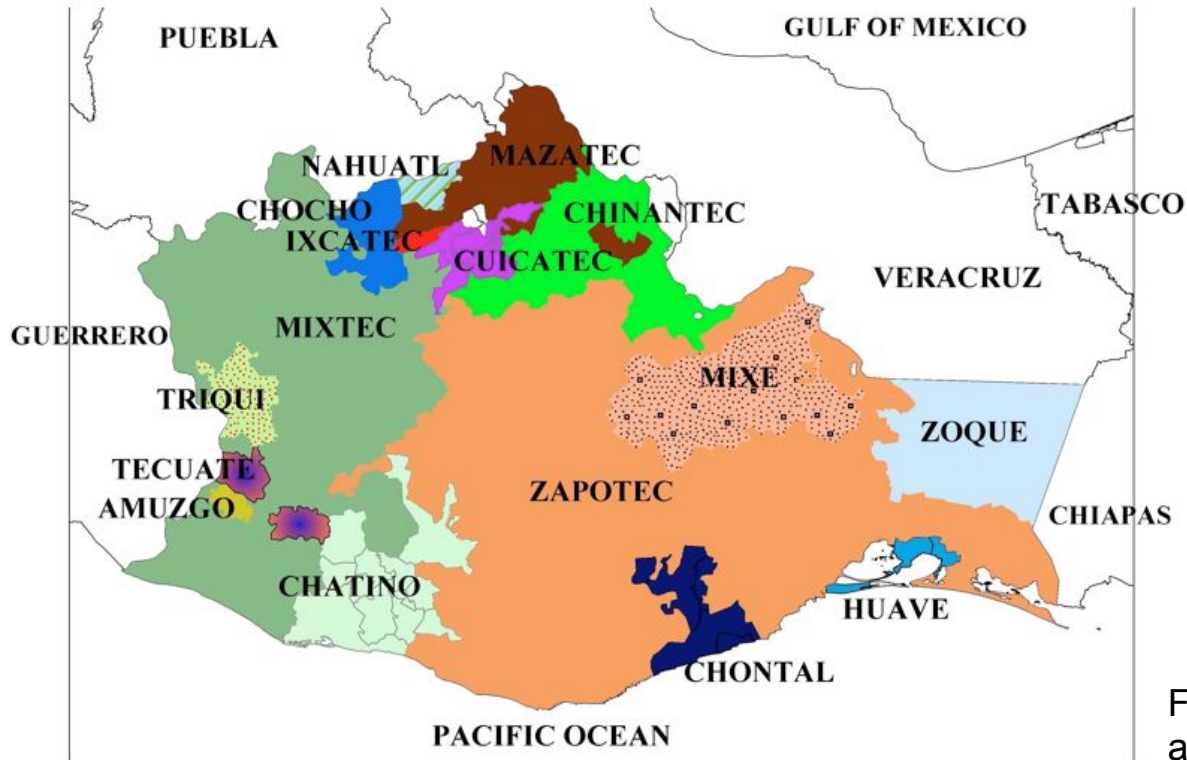 PUEBLA
GULF OF MEXICO
NAHUATL
MAZATEC
CHOCHO
CHINANTEC
TABASCO
IXCATEC
CUICATEC
VERACRUZ
GUERRERO
MIXTEC
TRIQUI
MIXE
ZOQUE
TECUATE
ZAPOTEC
AMUZGO
CHIAPAS
CHATINO
HUAVE
CHONTAL
PACIFIC OCEAN
F
a